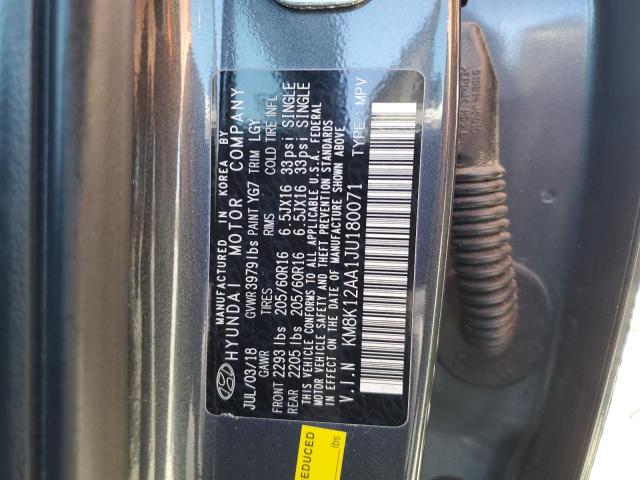 MANUFACTURED IN KOREA BY
HYUNDAI MOTOR COMPANY
JUL/03/18 GVWR 3979 lbs PAINT YG7 TRIM LGY
GAWR TIRES RIMS COLD TIRE INFL
FRONT 2293 lbs 205/60R16 6.5JX16 33psi SINGLE
REAR 2205 lbs 205/60R16 6.5JX16 33psi SINGLE
THIS VEHICLE CONFORMS TO ALL APPLICABLE U.S.A. FEDERAL
MOTOR VEHICLE SAFETY AND THEFT PREVENTION STANDARDS
IN EFFECT ON THE DATE OF MANUFACTURE SHOWN ABOVE.
V.I.N KM8K12AA1JU180071 TYPE: MPV
EDUCED
lbs